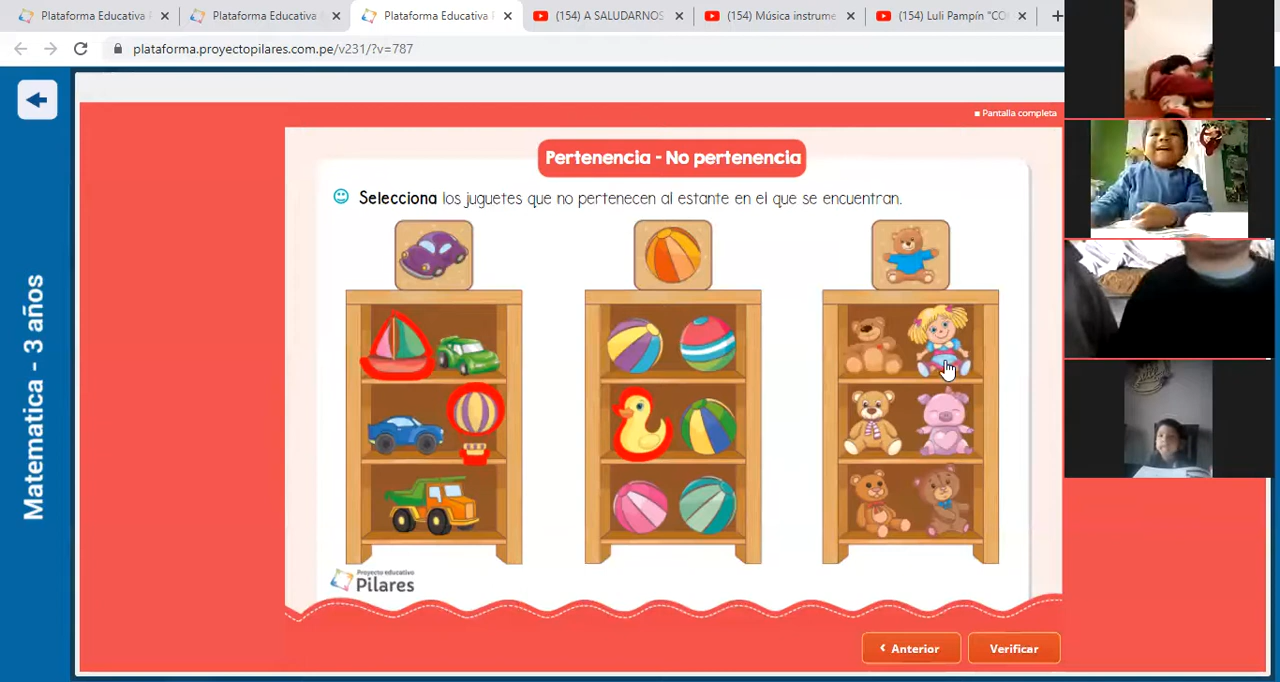 Plataforma Educativa P
Plataforma Educativa
Plataforma Educativa P
(154) A SALUDARNOS
(154) Música instrume
(154) Luli Pampín "CO
plataforma.proyectopilares.com.pe/v231/?v=787
Pantalla completa
Pertenencia - No pertenencia
Selecciona los juguetes que no pertenecen al estante en el que se encuentran.
Matematica - 3 años
Proyecto educativo
Pilares
Anterior
Verificar